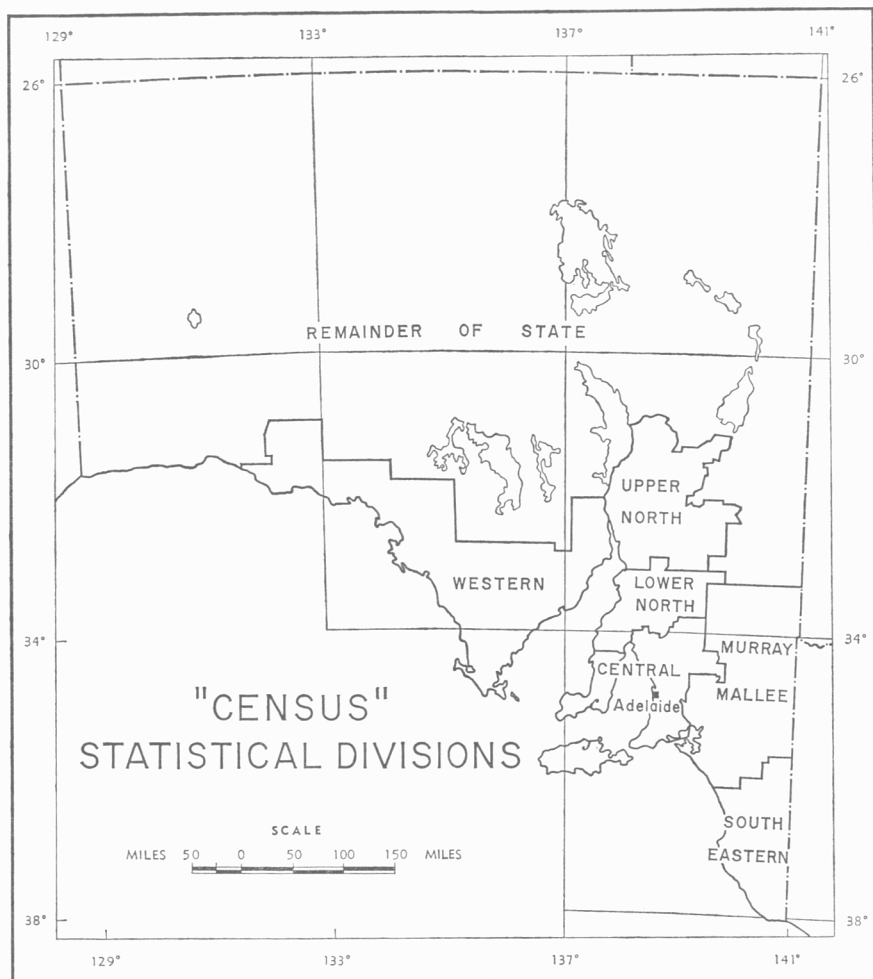 129° 133° 137° 141°
26° 26°
REMAINDER OF STATE
30° 30°
UPPER
NORTH
WESTERN
LOWER
NORTH
34° 34°
MURRAY
CENTRAL
MALLEE
Adelaide
"CENSUS"
STATISTICAL DIVISIONS
SOUTH
EASTERN
SCALE
MILES 50 0 50 100 150 MILES
38° 38°
129° 133° 137° 141°